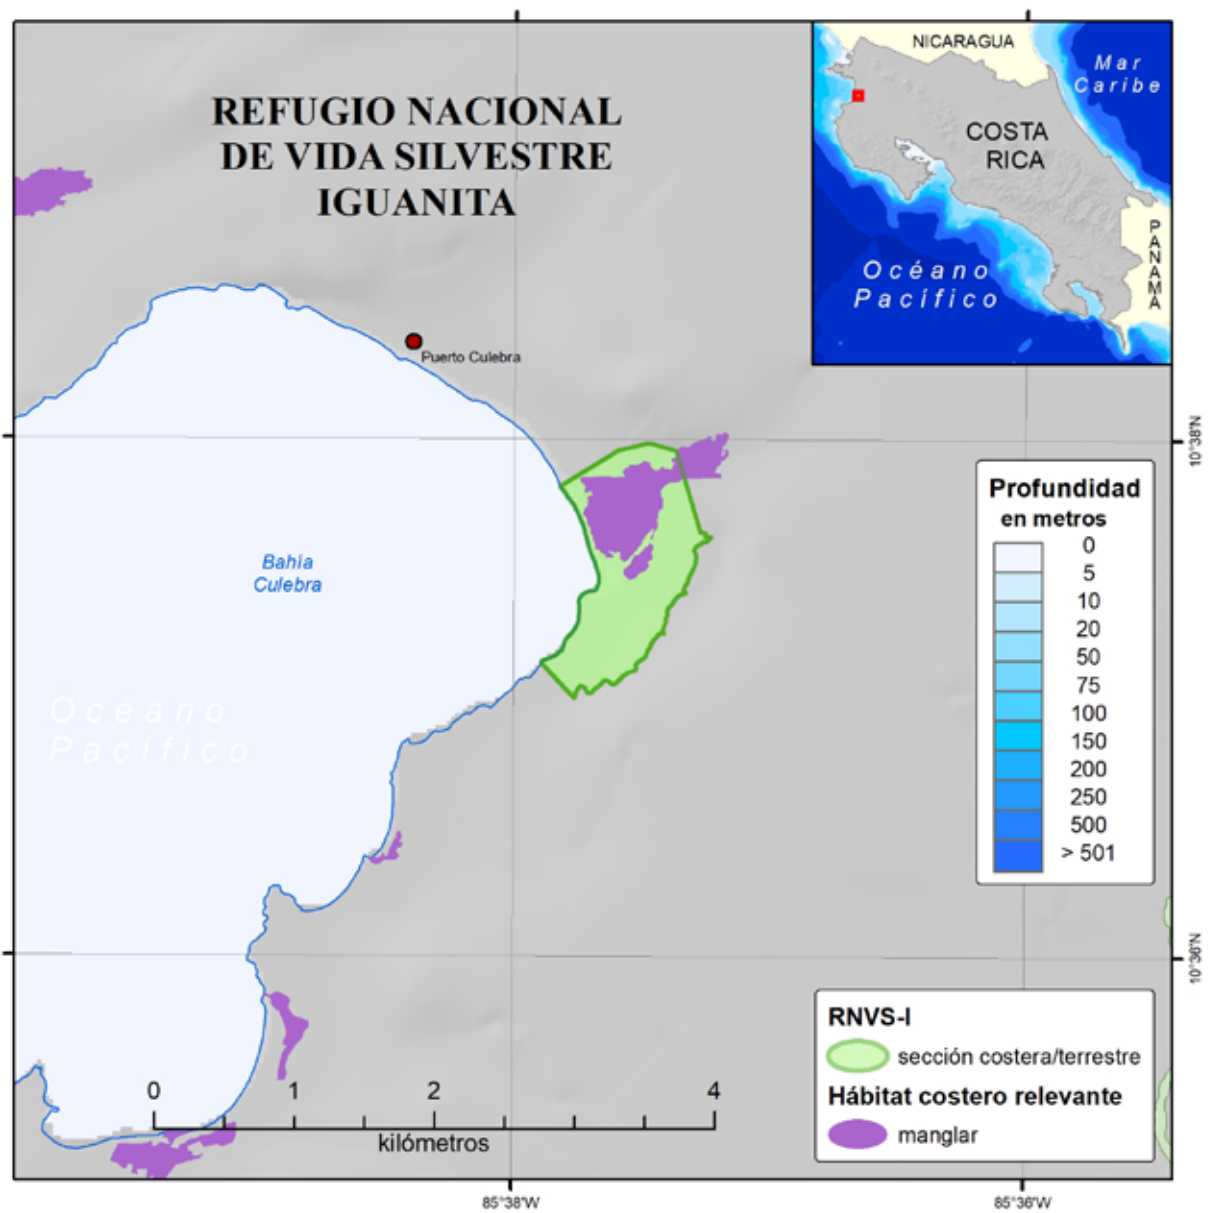 REFUGIO NACIONAL
DE VIDA SILVESTRE
IGUANITA
NICARAGUA
Mar
Caribe
COSTA
RICA
PANAMA
Océano
Pacífico
Puerto Culebra
Bahía
Culebra
Océano
Pacífico
10°38'N
Profundidad
en metros
0
5
10
20
50
75
100
150
200
250
500
> 501
10°36'N
RNVS-I
sección costera/terrestre
Hábitat costero relevante
manglar
0 1 2 4
kilómetros
85°38'W 85°36'W